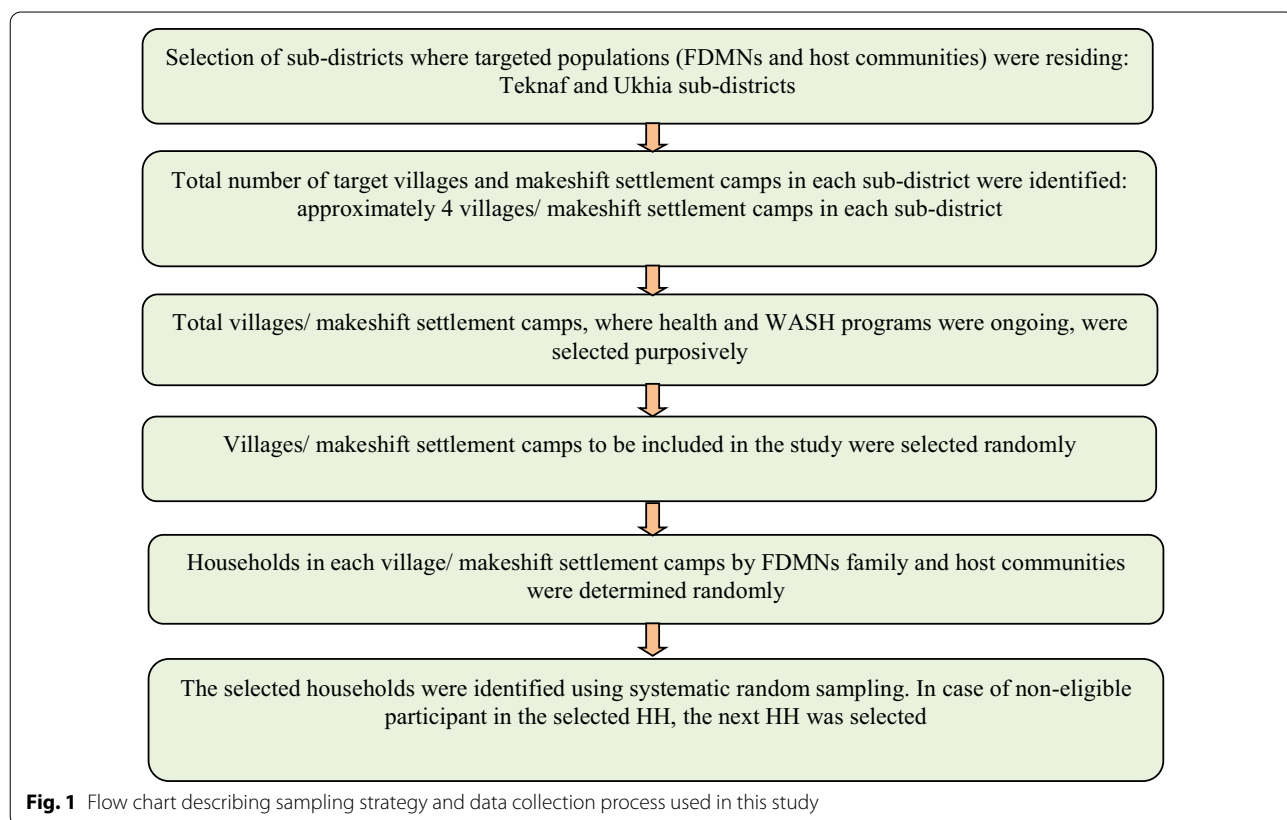 Selection of sub-districts where targeted populations (FDMNs and host communities) were residing:
Teknaf and Ukhia sub-districts
Total number of target villages and makeshift settlement camps in each sub-district were identified:
approximately 4 villages/ makeshift settlement camps in each sub-district
Total villages/ makeshift settlement camps, where health and WASH programs were ongoing, were
selected purposively
Villages/ makeshift settlement camps to be included in the study were selected randomly
Households in each village/ makeshift settlement camps by FDMNs family and host communities
were determined randomly
The selected households were identified using systematic random sampling. In case of non-eligible
participant in the selected HH, the next HH was selected
Fig. 1 Flow chart describing sampling strategy and data collection process used in this study